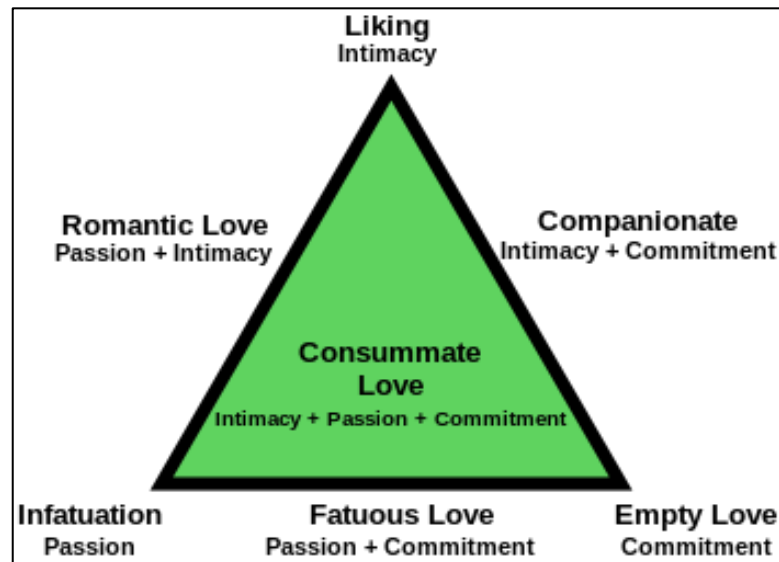 Liking
Intimacy
Romantic Love
Passion + Intimacy
Companionate
Intimacy + Commitment
Consummate
Love
Intimacy + Passion + Commitment
Infatuation
Passion
Fatuous Love
Passion + Commitment
Empty Love
Commitment